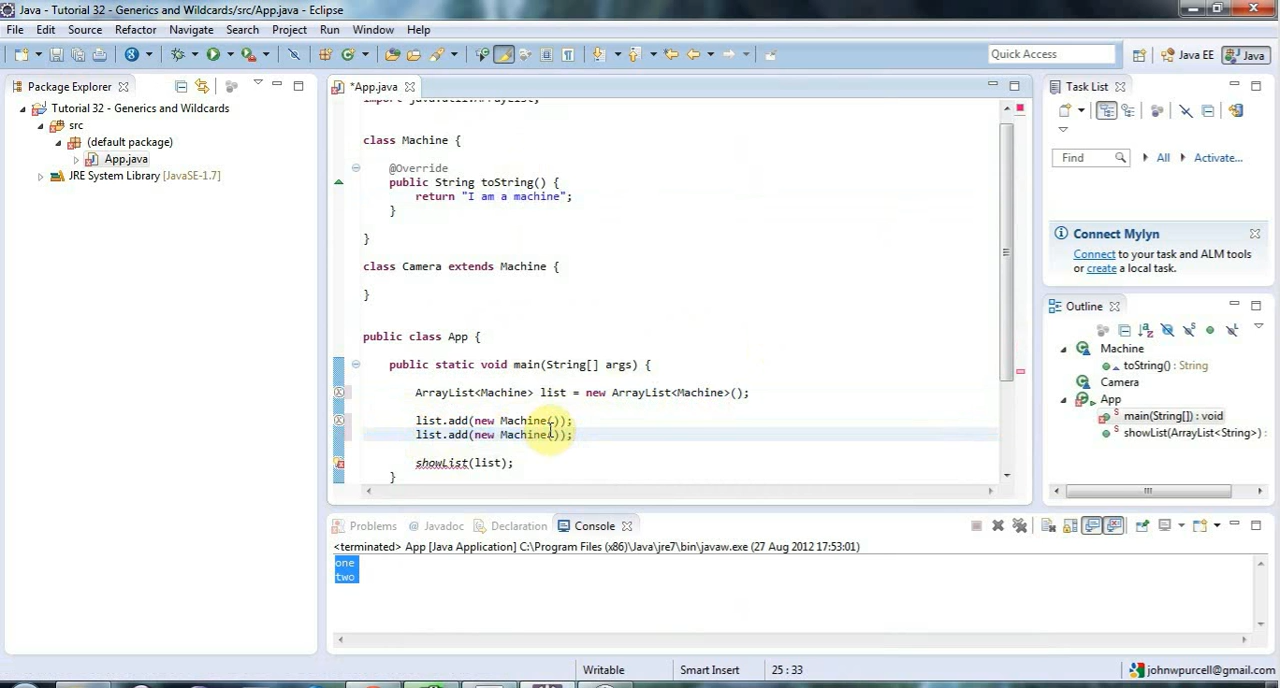 Java - Tutorial 32 - Generics and Wildcards/src/App.java - Eclipse
File Edit Source Refactor Navigate Search Project Run Window Help
Quick Access
Java EE
Java
Package Explorer
Tutorial 32 - Generics and Wildcards
src
(default package)
App.java
JRE System Library [JavaSE-1.7]
*App.java
import java.util.ArrayList;
class Machine {
@Override
public String toString() {
return "I am a machine";
}
}
class Camera extends Machine {
}
public class App {
public static void main(String[] args) {
ArrayList<Machine> list = new ArrayList<Machine>();
list.add(new Machine());
list.add(new Machine());
showList(list);
}
Task List
Find All Activate...
Connect Mylyn
Connect to your task and ALM tools
or create a local task.
Outline
Machine
toString() : String
Camera
App
main(String[]) : void
showList(ArrayList<String>) :
Problems @ Javadoc Declaration Console
<terminated> App [Java Application] C:\Program Files (x86)\Java\jre7\bin\javaw.exe (27 Aug 2012 17:53:01)
one
two
Writable Smart Insert 25 : 33 johnwpurcell@gmail.com